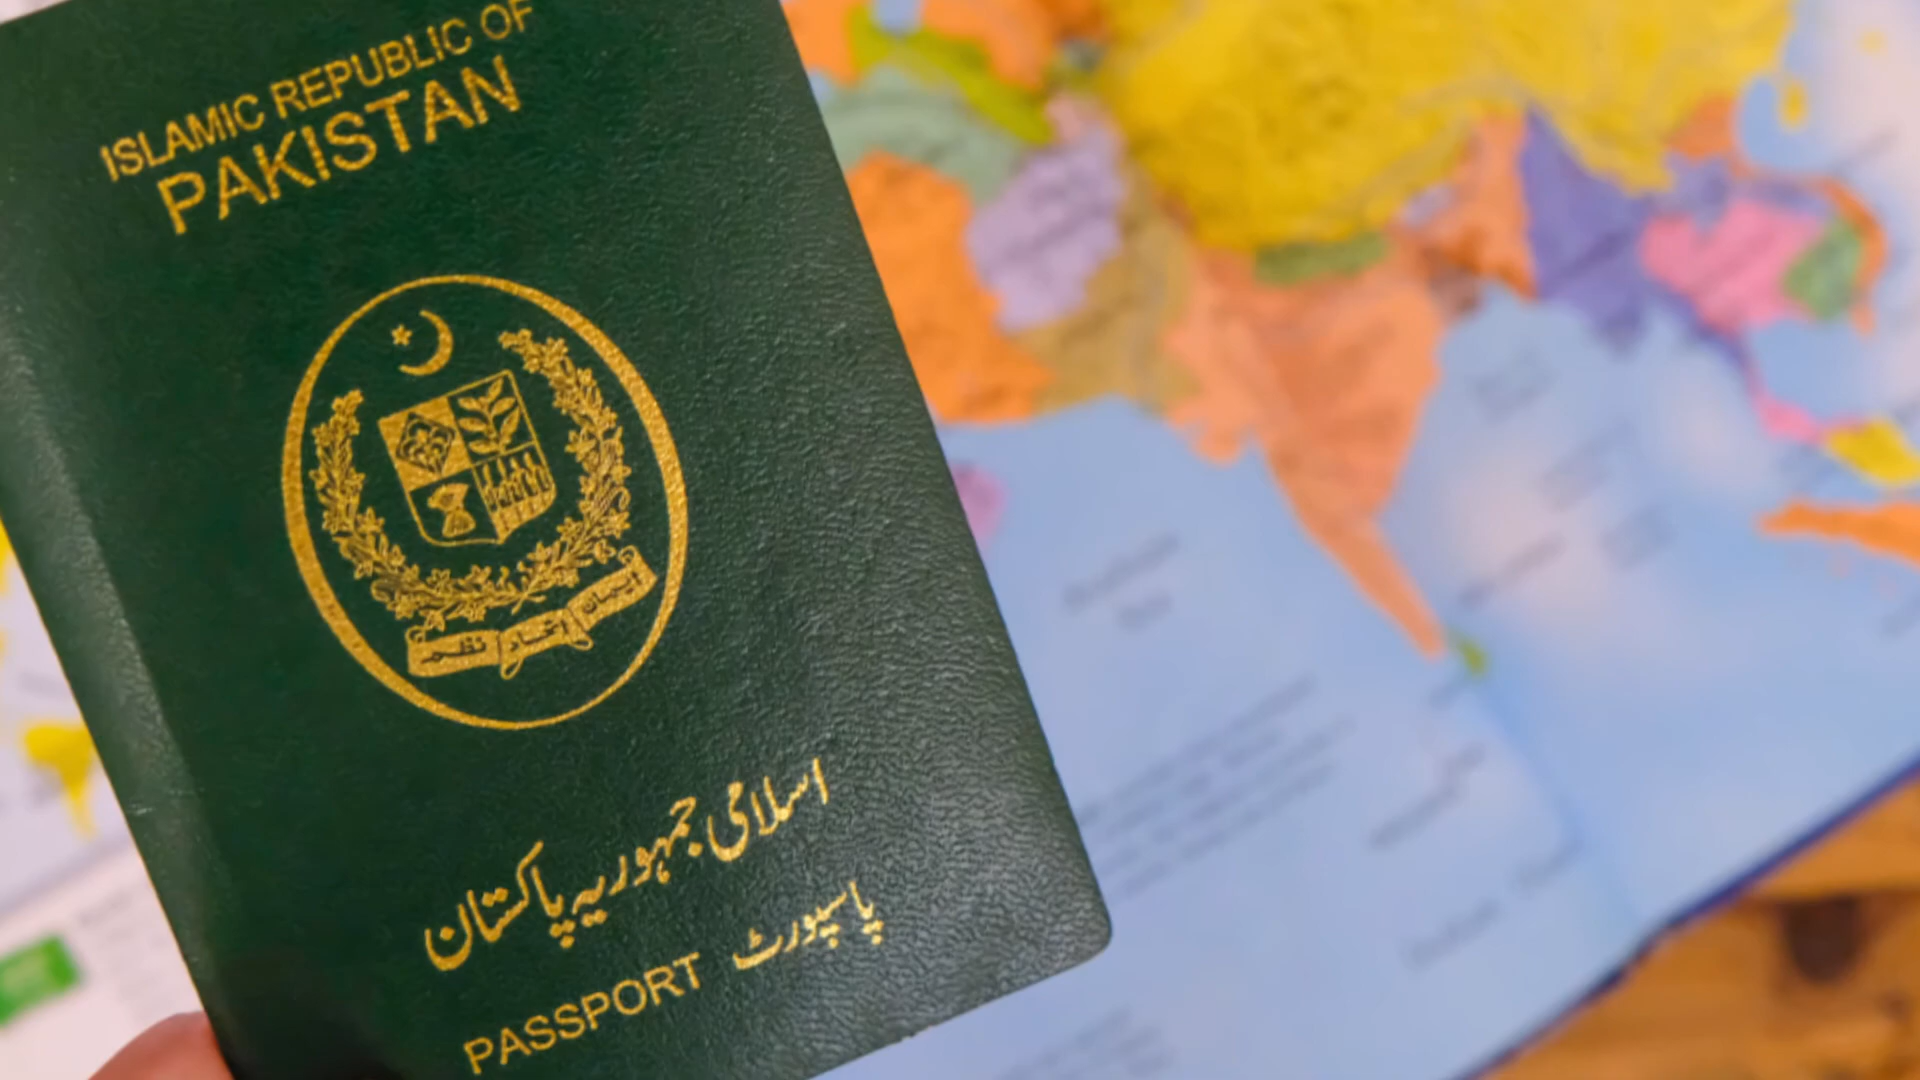 ISLAMIC REPUBLIC OF
PAKISTAN
ایمان اتحاد نظم
اسلامی جمہوریہ پاکستان
PASSPORT پاسپورٹ